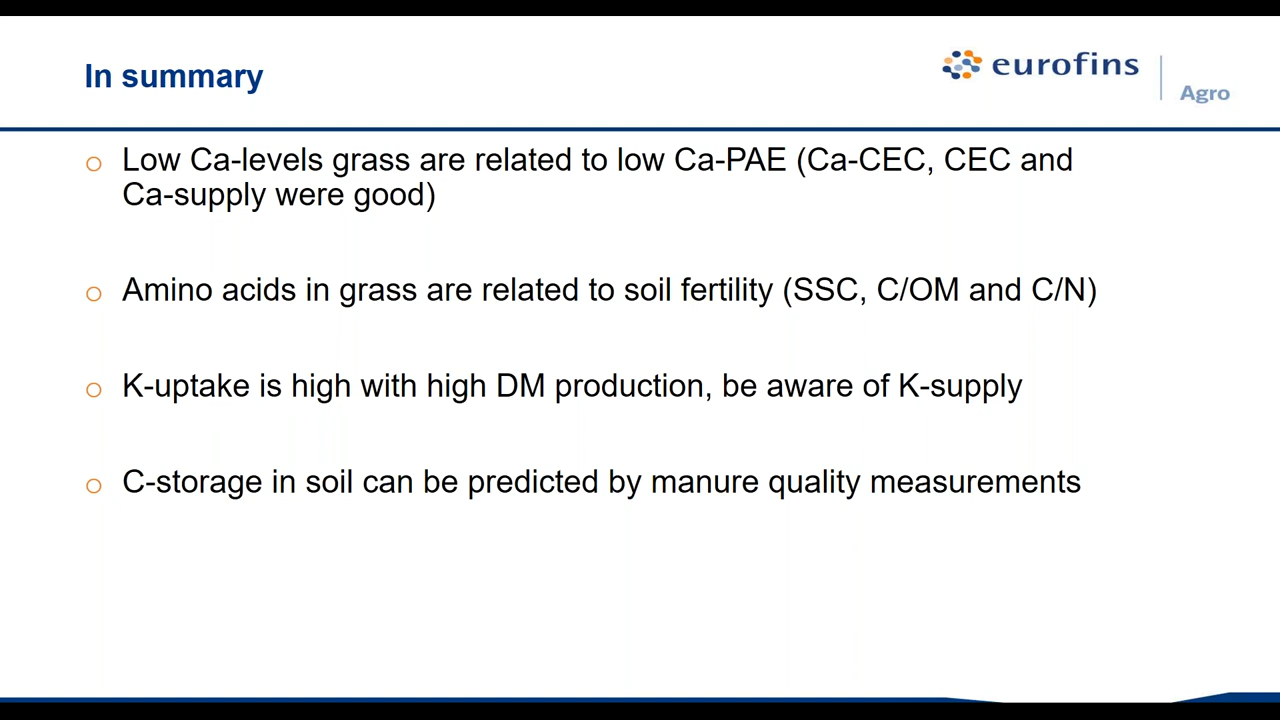 In summary
eurofins
Agro
o Low Ca-levels grass are related to low Ca-PAE (Ca-CEC, CEC and
Ca-supply were good)
o Amino acids in grass are related to soil fertility (SSC, C/OM and C/N)
o K-uptake is high with high DM production, be aware of K-supply
o C-storage in soil can be predicted by manure quality measurements